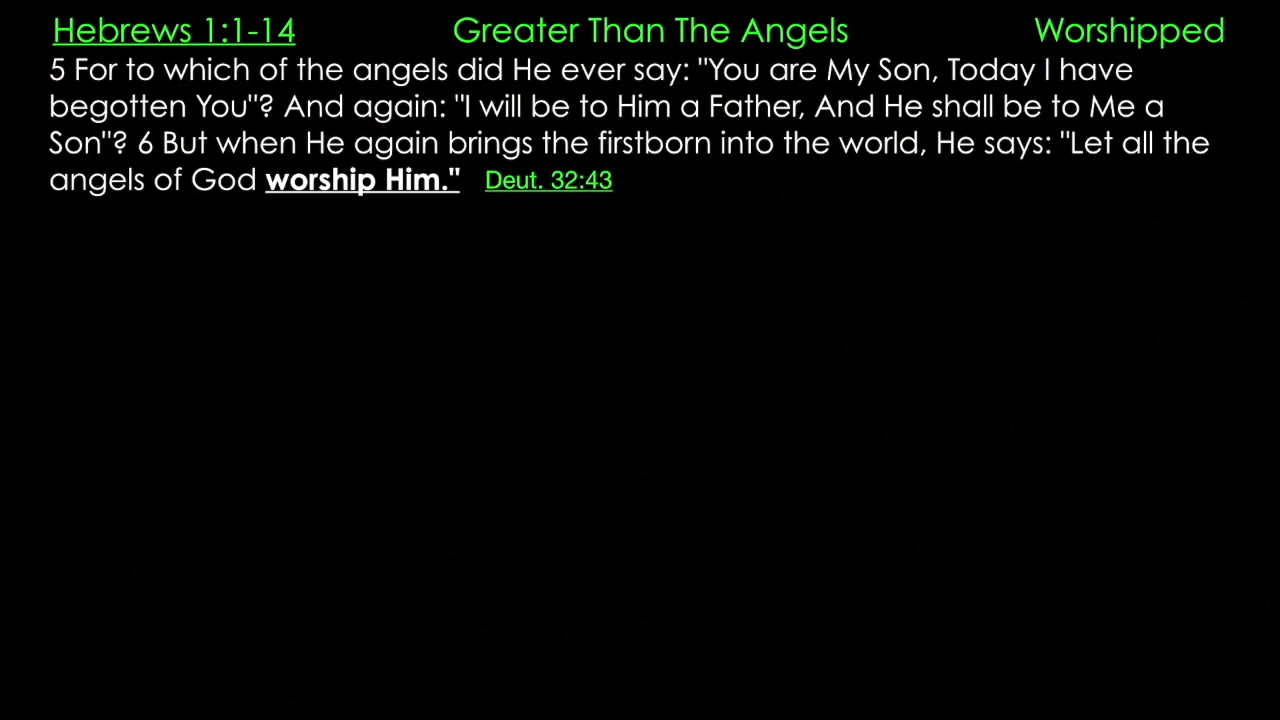 Hebrews 1:1-14 Greater Than The Angels Worshipped
5 For to which of the angels did He ever say: "You are My Son, Today I have
begotten You"? And again: "I will be to Him a Father, And He shall be to Me a
Son"? 6 But when He again brings the firstborn into the world, He says: "Let all the
angels of God worship Him." Deut. 32:43